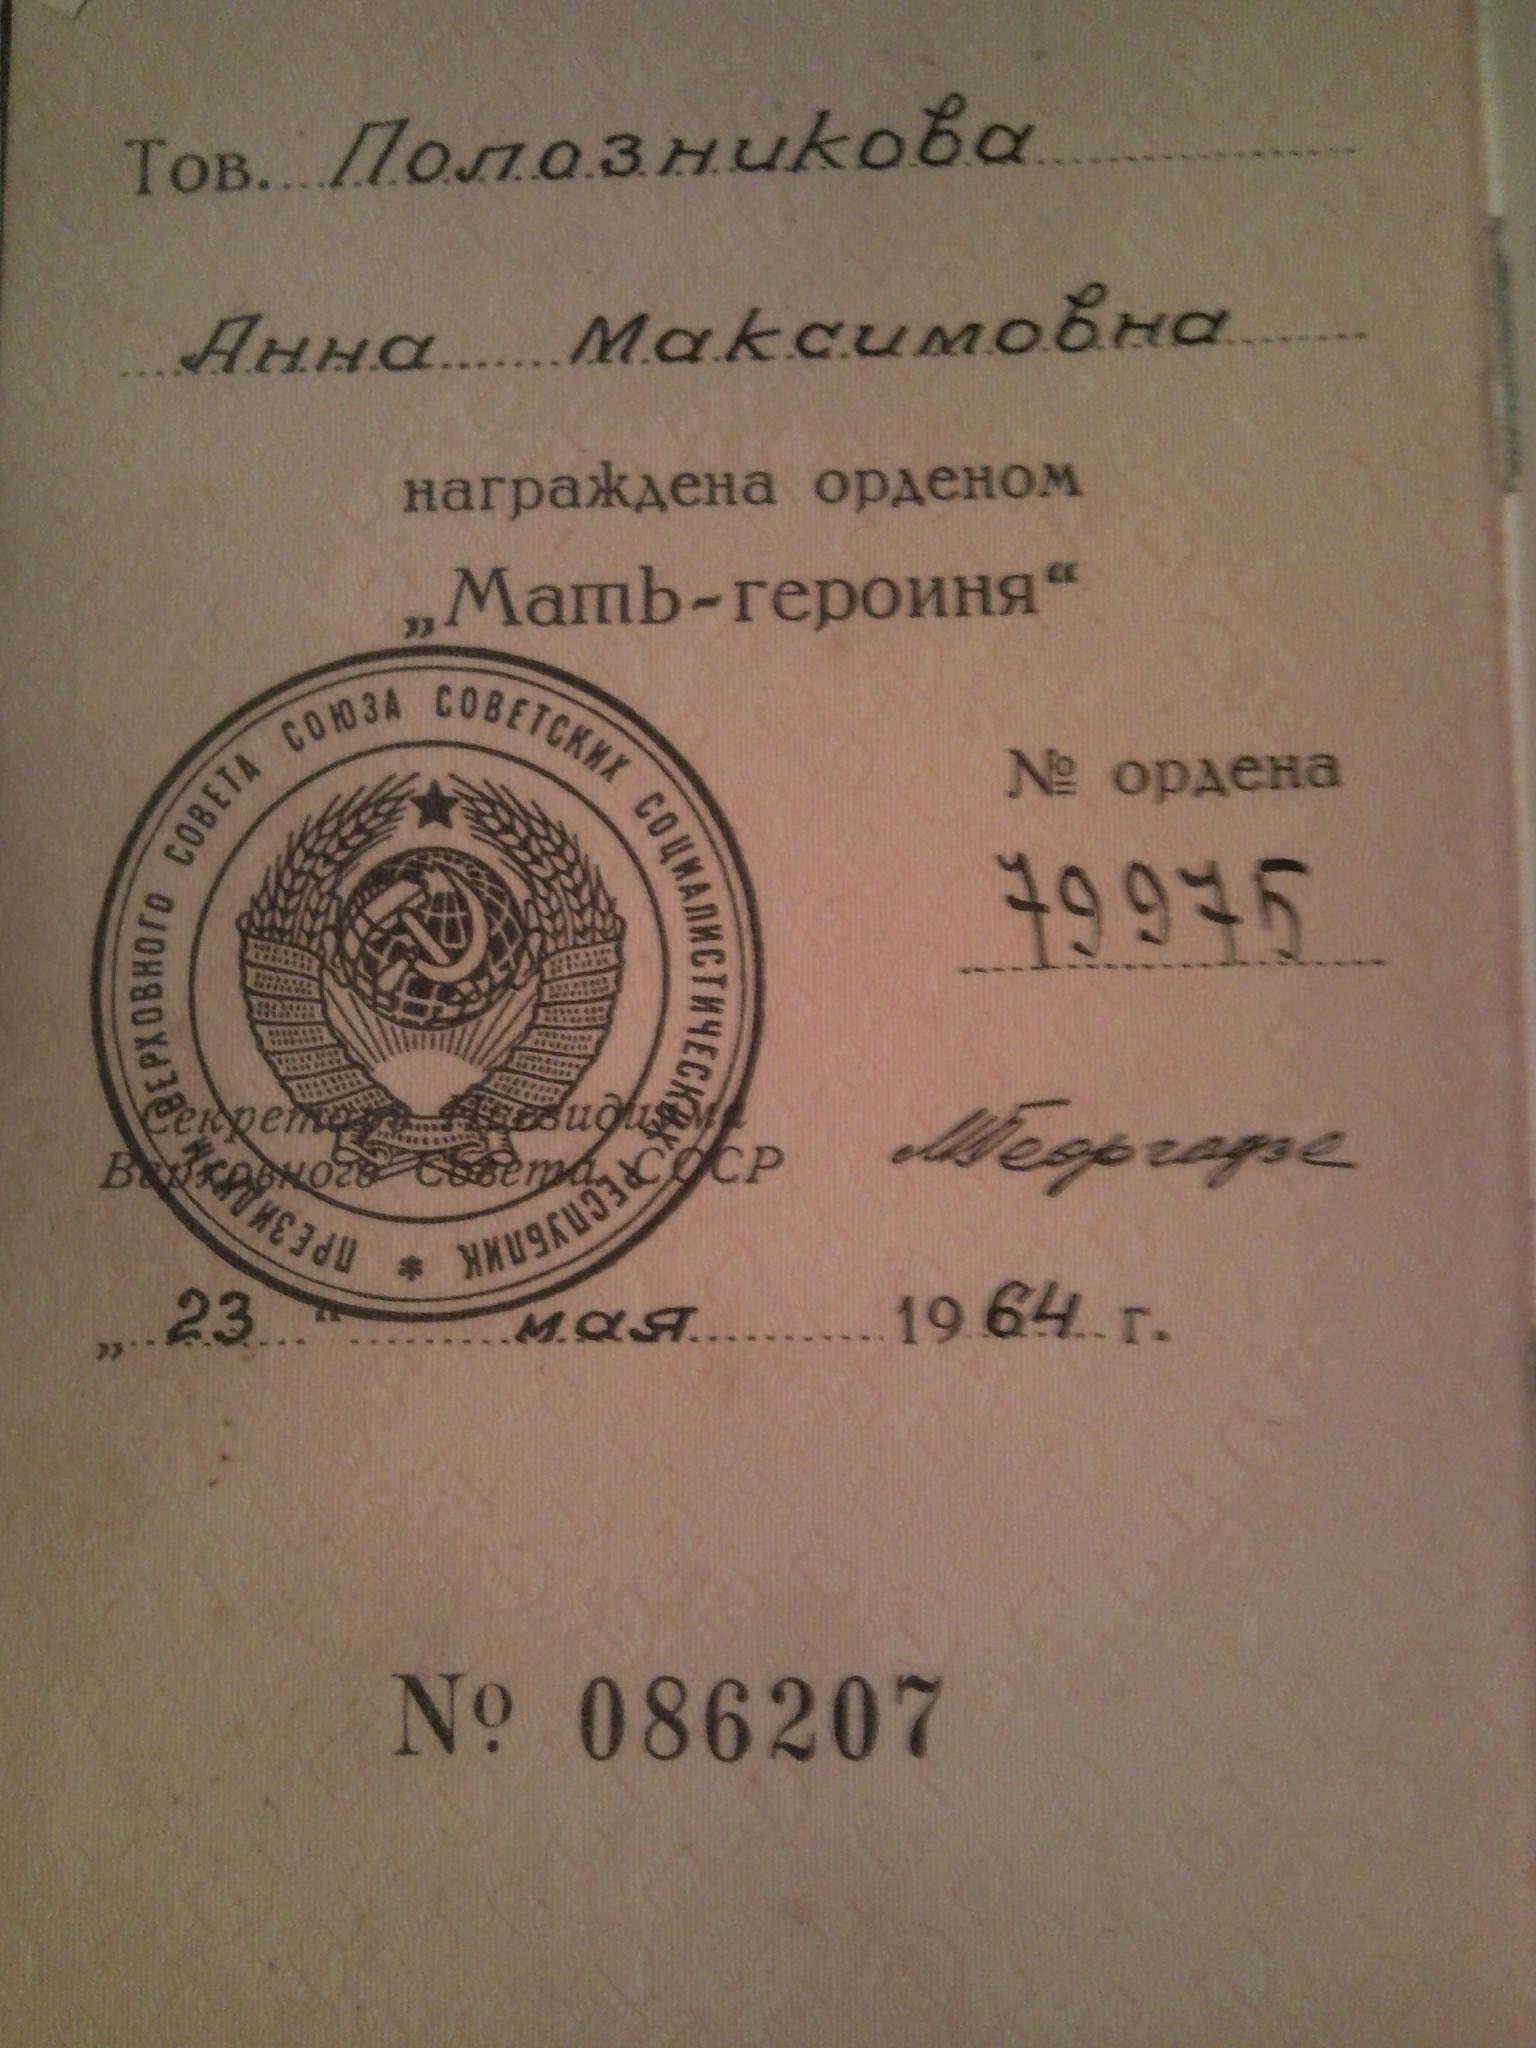 Тов. Полозникова
Анна Максимовна
награждена орденом
„Мать-героиня“
ПРЕЗИДИУМ ВЕРХОВНОГО СОВЕТА СОЮЗА СОВЕТСКИХ СОЦИАЛИСТИЧЕСКИХ РЕСПУБЛИК *
№ ордена
79975
Секретарь Президиума
Верховного Совета СССР
МГеоргадзе
„23“ мая 1964 г.
№ 086207